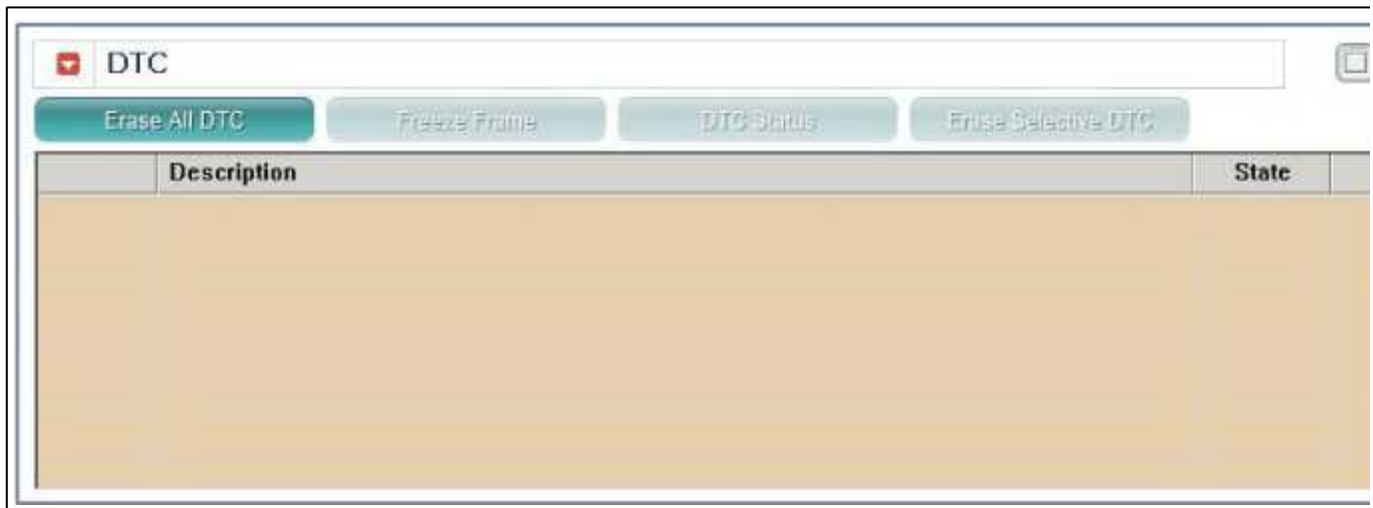 DTC
Erase All DTC Freeze Frame DTC Status Erase Selective DTC
Description State